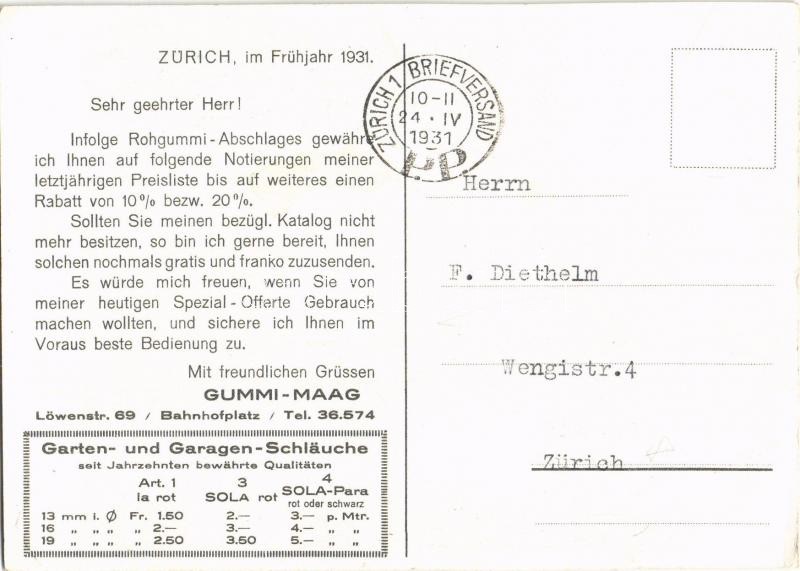 ZÜRICH, im Frühjahr 1931.
Sehr geehrter Herr!
Infolge Rohgummi-Abschlages gewähre
ich Ihnen auf folgende Notierungen meiner
letztjährigen Preisliste bis auf weiteres einen
Rabatt von 10% bezw. 20%.
Sollten Sie meinen bezügl. Katalog nicht
mehr besitzen, so bin ich gerne bereit, Ihnen
solchen nochmals gratis und franko zuzusenden.
Es würde mich freuen, wenn Sie von
meiner heutigen Spezial-Offerte Gebrauch
machen wollten, und sichere ich Ihnen im
Voraus beste Bedienung zu.
Mit freundlichen Grüssen
GUMMI-MAAG
Löwenstr. 69 / Bahnhofplatz / Tel. 36.574
Garten- und Garagen-Schläuche
seit Jahrzehnten bewährte Qualitäten
Art. 1 3 4
Ia rot SOLA rot SOLA-Para
rot oder schwarz
13 mm i. Ø Fr. 1.50 2.— 3.— p. Mtr.
16 „ „ „ „ 2.— 3.— 4.— „ „
19 „ „ „ „ 2.50 3.50 5.— „ „
ZÜRICH 1 BRIEFVERSAND
10-11
24·IV
1931
P.P.
Herrn
F. Diethelm
Wengistr.4
Zürich